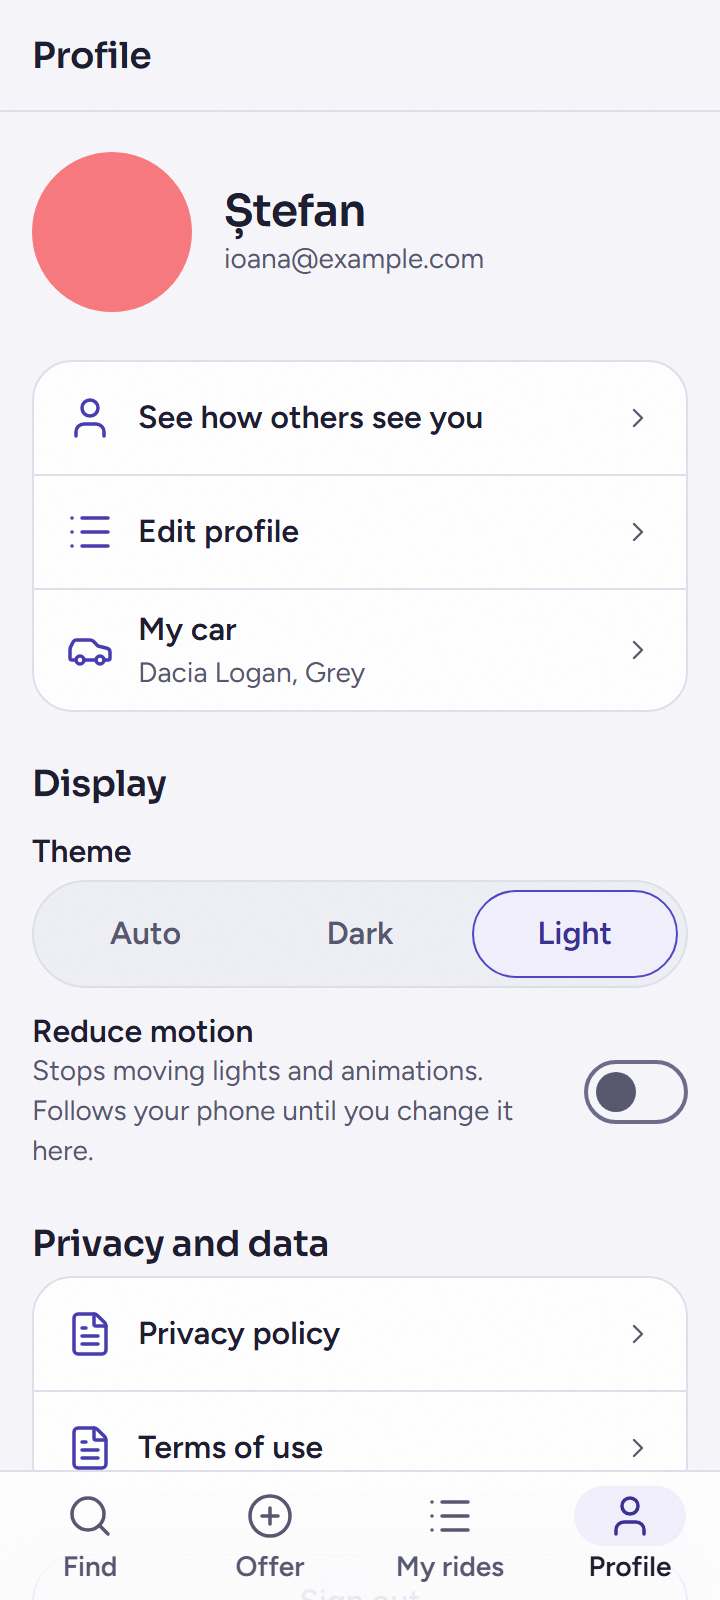 Profile
Ștefan
ioana@example.com
See how others see you
Edit profile
My car
Dacia Logan, Grey
Display
Theme
Auto Dark Light
Reduce motion
Stops moving lights and animations.
Follows your phone until you change it
here.
Privacy and data
Privacy policy
Terms of use
Find Offer My rides Profile
Sign out